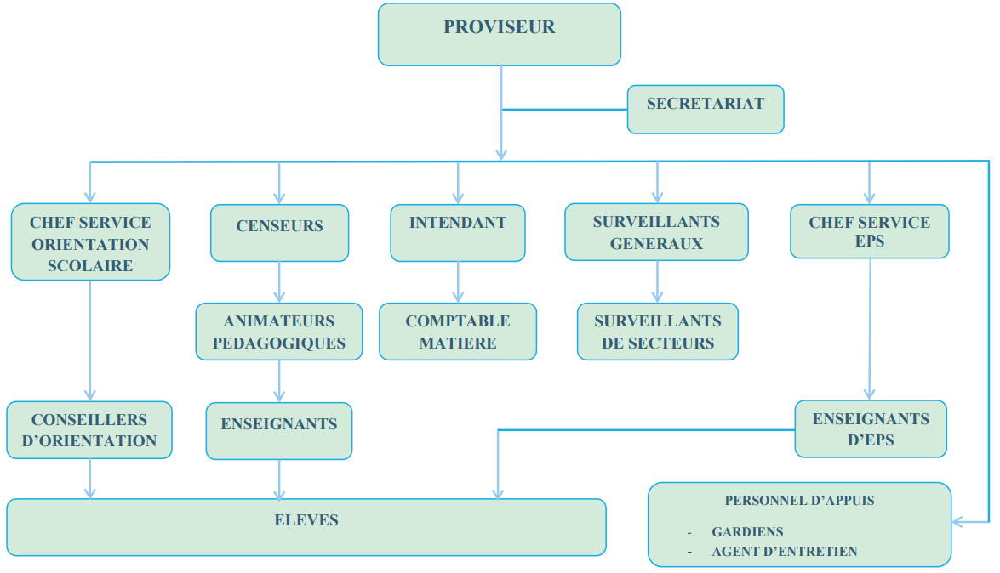 PROVISEUR
SECRETARIAT
CHEF SERVICE
ORIENTATION
SCOLAIRE
CENSEURS
INTENDANT
SURVEILLANTS
GENERAUX
CHEF SERVICE
EPS
ANIMATEURS
PEDAGOGIQUES
COMPTABLE
MATIERE
SURVEILLANTS
DE SECTEURS
CONSEILLERS
D’ORIENTATION
ENSEIGNANTS
ENSEIGNANTS
D’EPS
ELEVES
PERSONNEL D’APPUIS
- GARDIENS
- AGENT D’ENTRETIEN